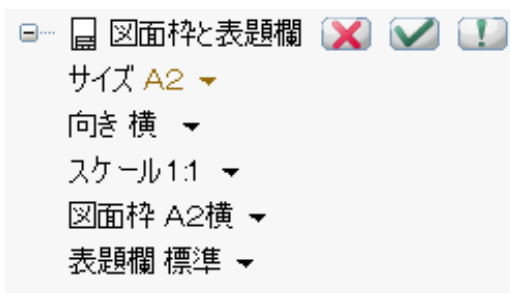 図面枠と表題欄
サイズ A2
向き 横
スケール 1:1
図面枠 A2横
表題欄 標準